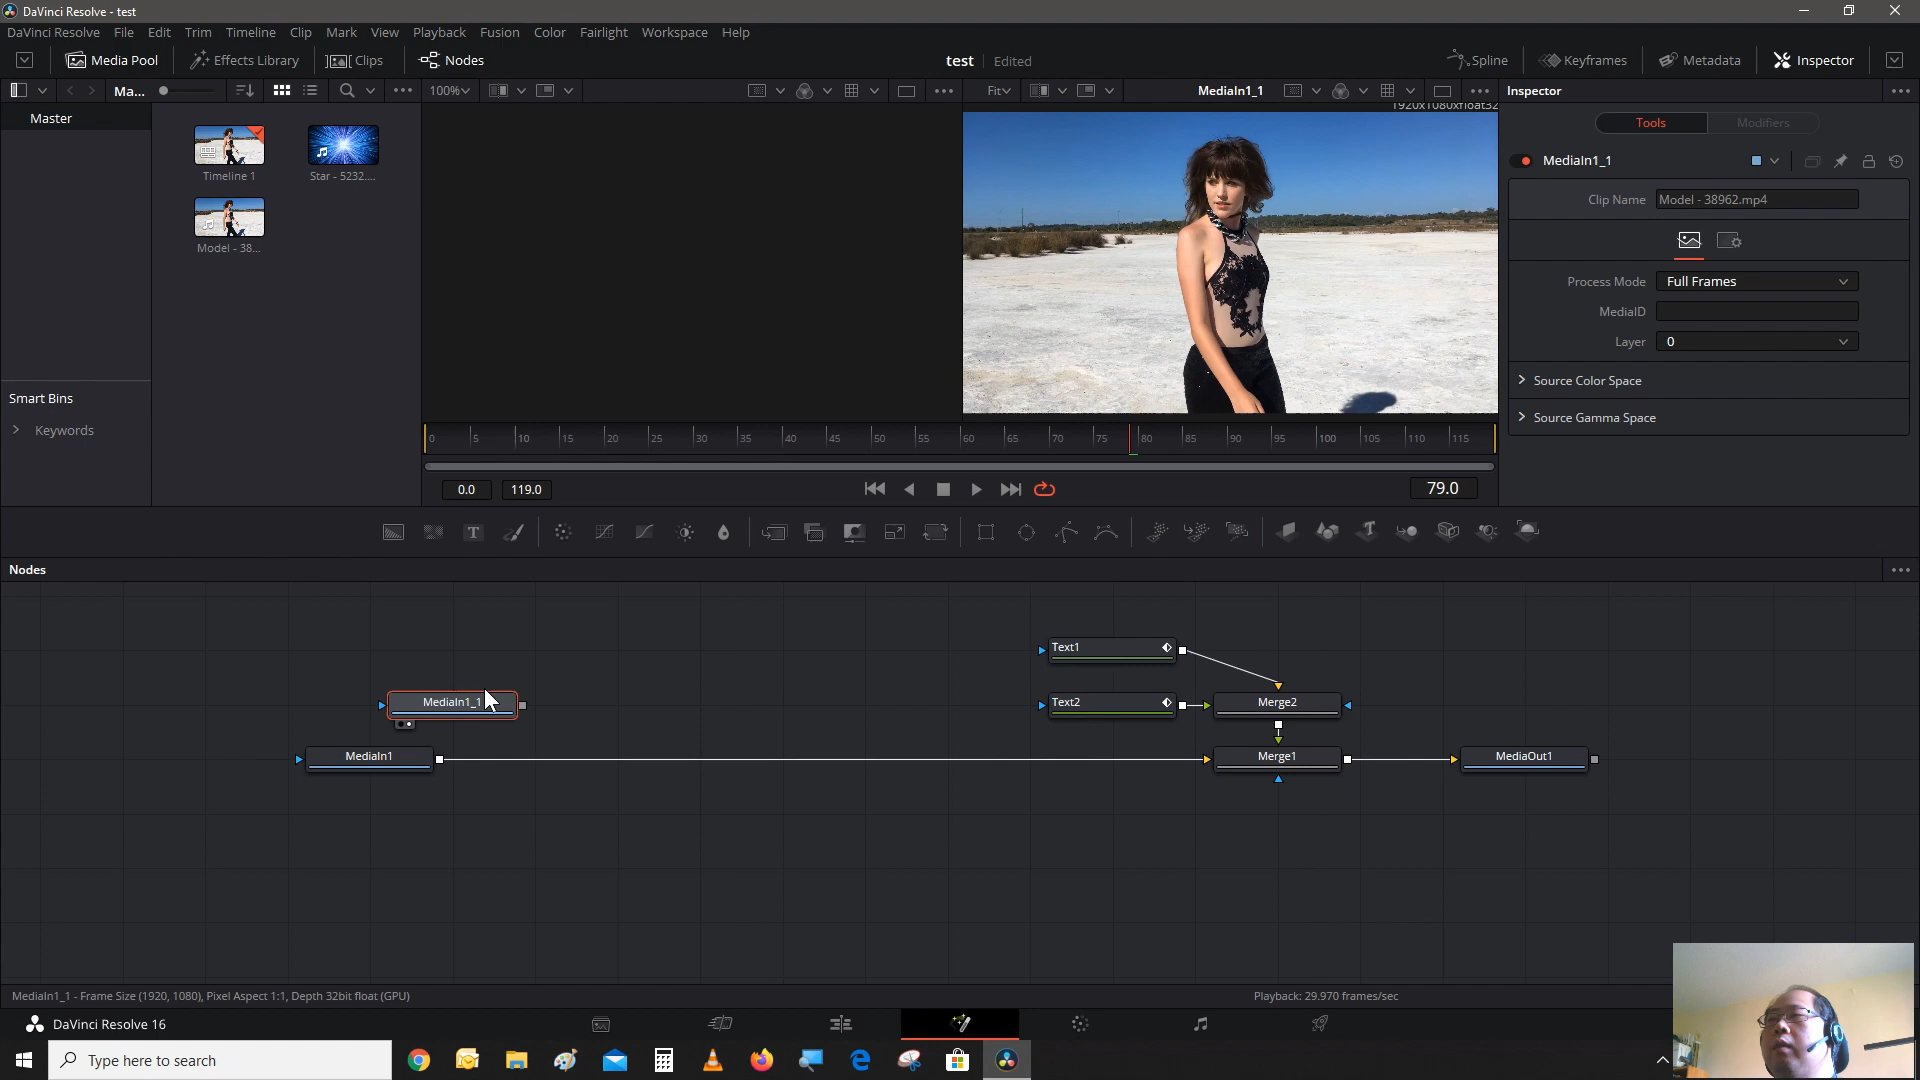 DaVinci Resolve - test
DaVinci Resolve File Edit Trim Timeline Clip Mark View Playback Fusion Color Fairlight Workspace Help
Media Pool Effects Library Clips Nodes test Edited Spline Keyframes Metadata Inspector
Ma... 100% Fit MediaIn1_1 Inspector
1920x1080xfloat32
Master
Tools Modifiers
MediaIn1_1
Timeline 1 Star - 5232....
Clip Name Model - 38962.mp4
Model - 38...
Process Mode Full Frames
MediaID
Layer 0
Source Color Space
Smart Bins
Source Gamma Space
Keywords
0 5 10 15 20 25 30 35 40 45 50 55 60 65 70 75 80 85 90 95 100 105 110 115
0.0 119.0 79.0
Nodes
Text1
MediaIn1_1 Text2 Merge2
MediaIn1 Merge1 MediaOut1
MediaIn1_1 - Frame Size (1920, 1080), Pixel Aspect 1:1, Depth 32bit float (GPU) Playback: 29.970 frames/sec
DaVinci Resolve 16
Type here to search